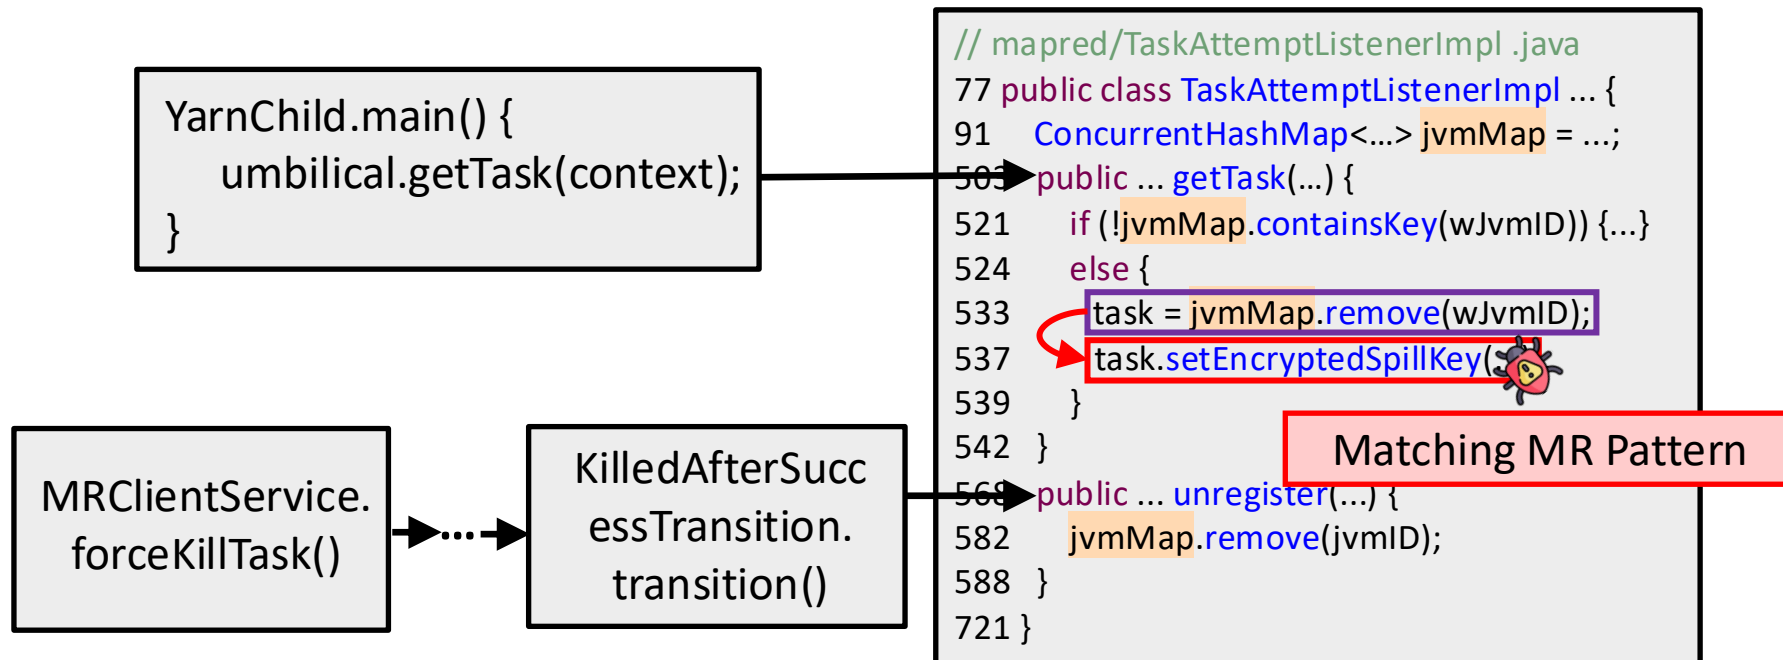 YarnChild.main() {
umbilical.getTask(context);
}
MRClientService.
forceKillTask()
...
KilledAfterSucc
essTransition.
transition()
// mapred/TaskAttemptListenerImpl .java
77 public class TaskAttemptListenerImpl ... {
91 ConcurrentHashMap<...> jvmMap = ...;
503 public ... getTask(...) {
521 if (!jvmMap.containsKey(wJvmID)) {...}
524 else {
533 task = jvmMap.remove(wJvmID);
537 task.setEncryptedSpillKey(
539 }
542 }
Matching MR Pattern
568 public ... unregister(...) {
582 jvmMap.remove(jvmID);
588 }
721 }